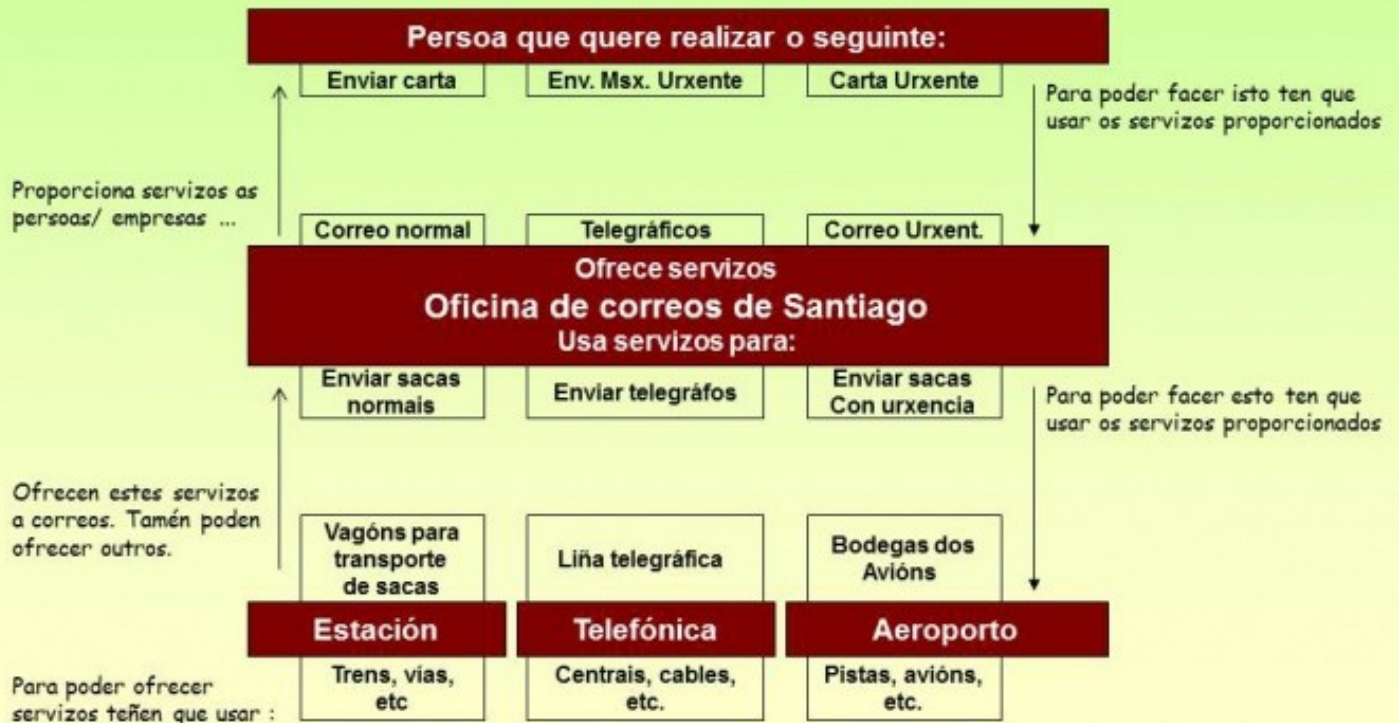 Persoa que quere realizar o seguinte:
Enviar carta
Env. Msx. Urxente
Carta Urxente
Para poder facer isto ten que
usar os servizos proporcionados
Proporciona servizos as
persoas/ empresas ...
Correo normal
Telegráficos
Correo Urxent.
Ofrece servizos
Oficina de correos de Santiago
Usa servizos para:
Enviar sacas
normais
Enviar telegráfos
Enviar sacas
Con urxencia
Para poder facer esto ten que
usar os servizos proporcionados
Ofrecen estes servizos
a correos. Tamén poden
ofrecer outros.
Vagóns para
transporte
de sacas
Liña telegráfica
Bodegas dos
Avións
Estación
Telefónica
Aeroporto
Para poder ofrecer
servizos teñen que usar :
Trens, vías,
etc
Centrais, cables,
etc.
Pistas, avións,
etc.